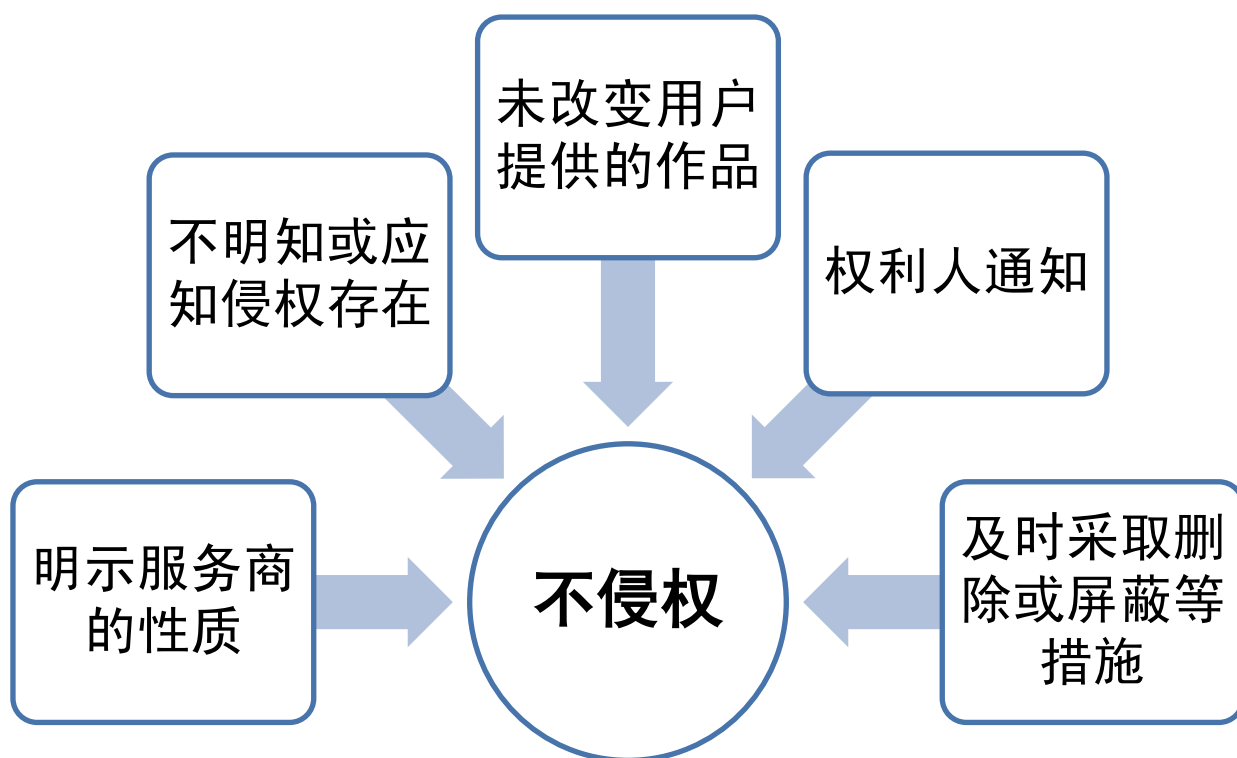 未改变用户
提供的作品
不明知或应
知侵权存在
权利人通知
明示服务商
的性质
不侵权
及时采取删
除或屏蔽等
措施